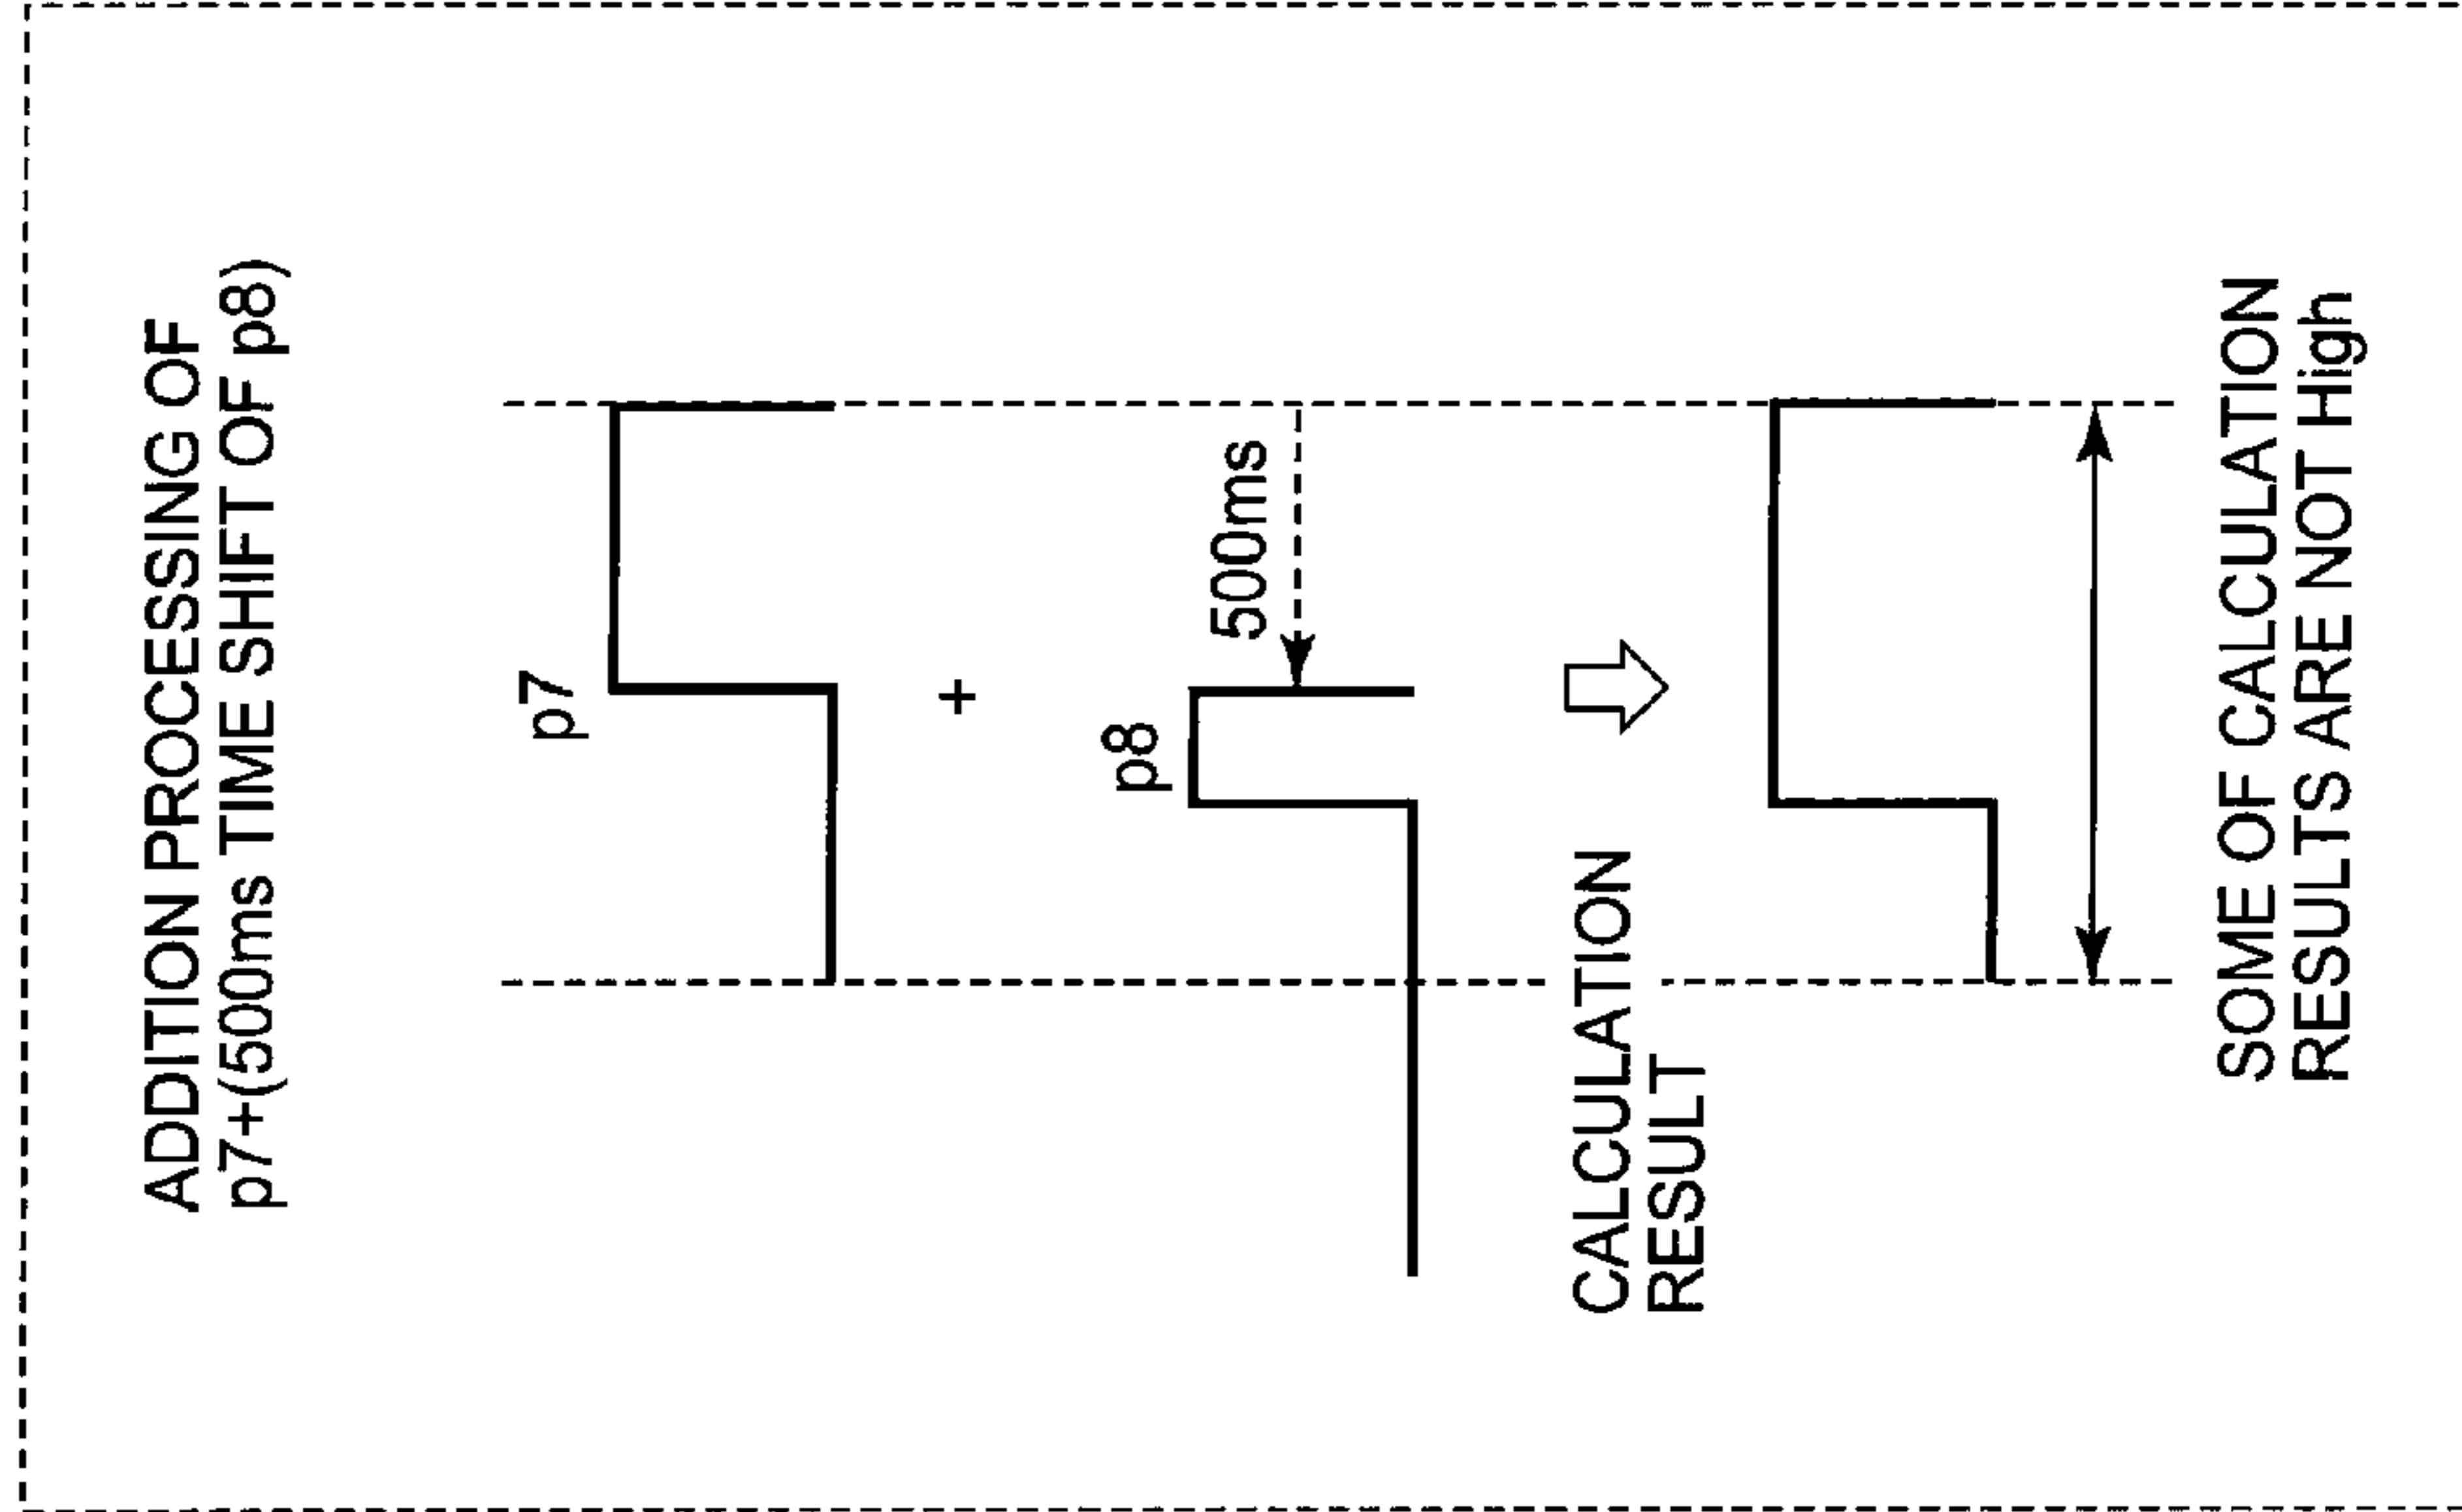 ADDITION PROCESSING OF
p7+(500ms TIME SHIFT OF p8)
p7
+
p8
500ms
CALCULATION
RESULT
SOME OF CALCULATION
RESULTS ARE NOT High